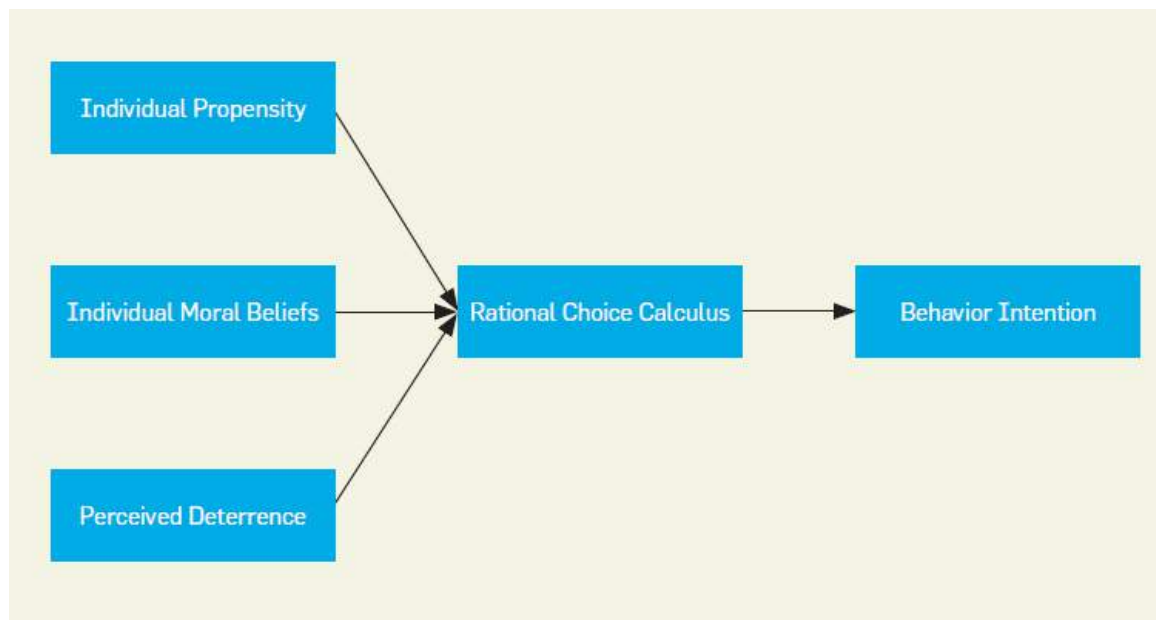 Individual Propensity
Individual Moral Beliefs
Rational Choice Calculus
Behavior Intention
Perceived Deterrence